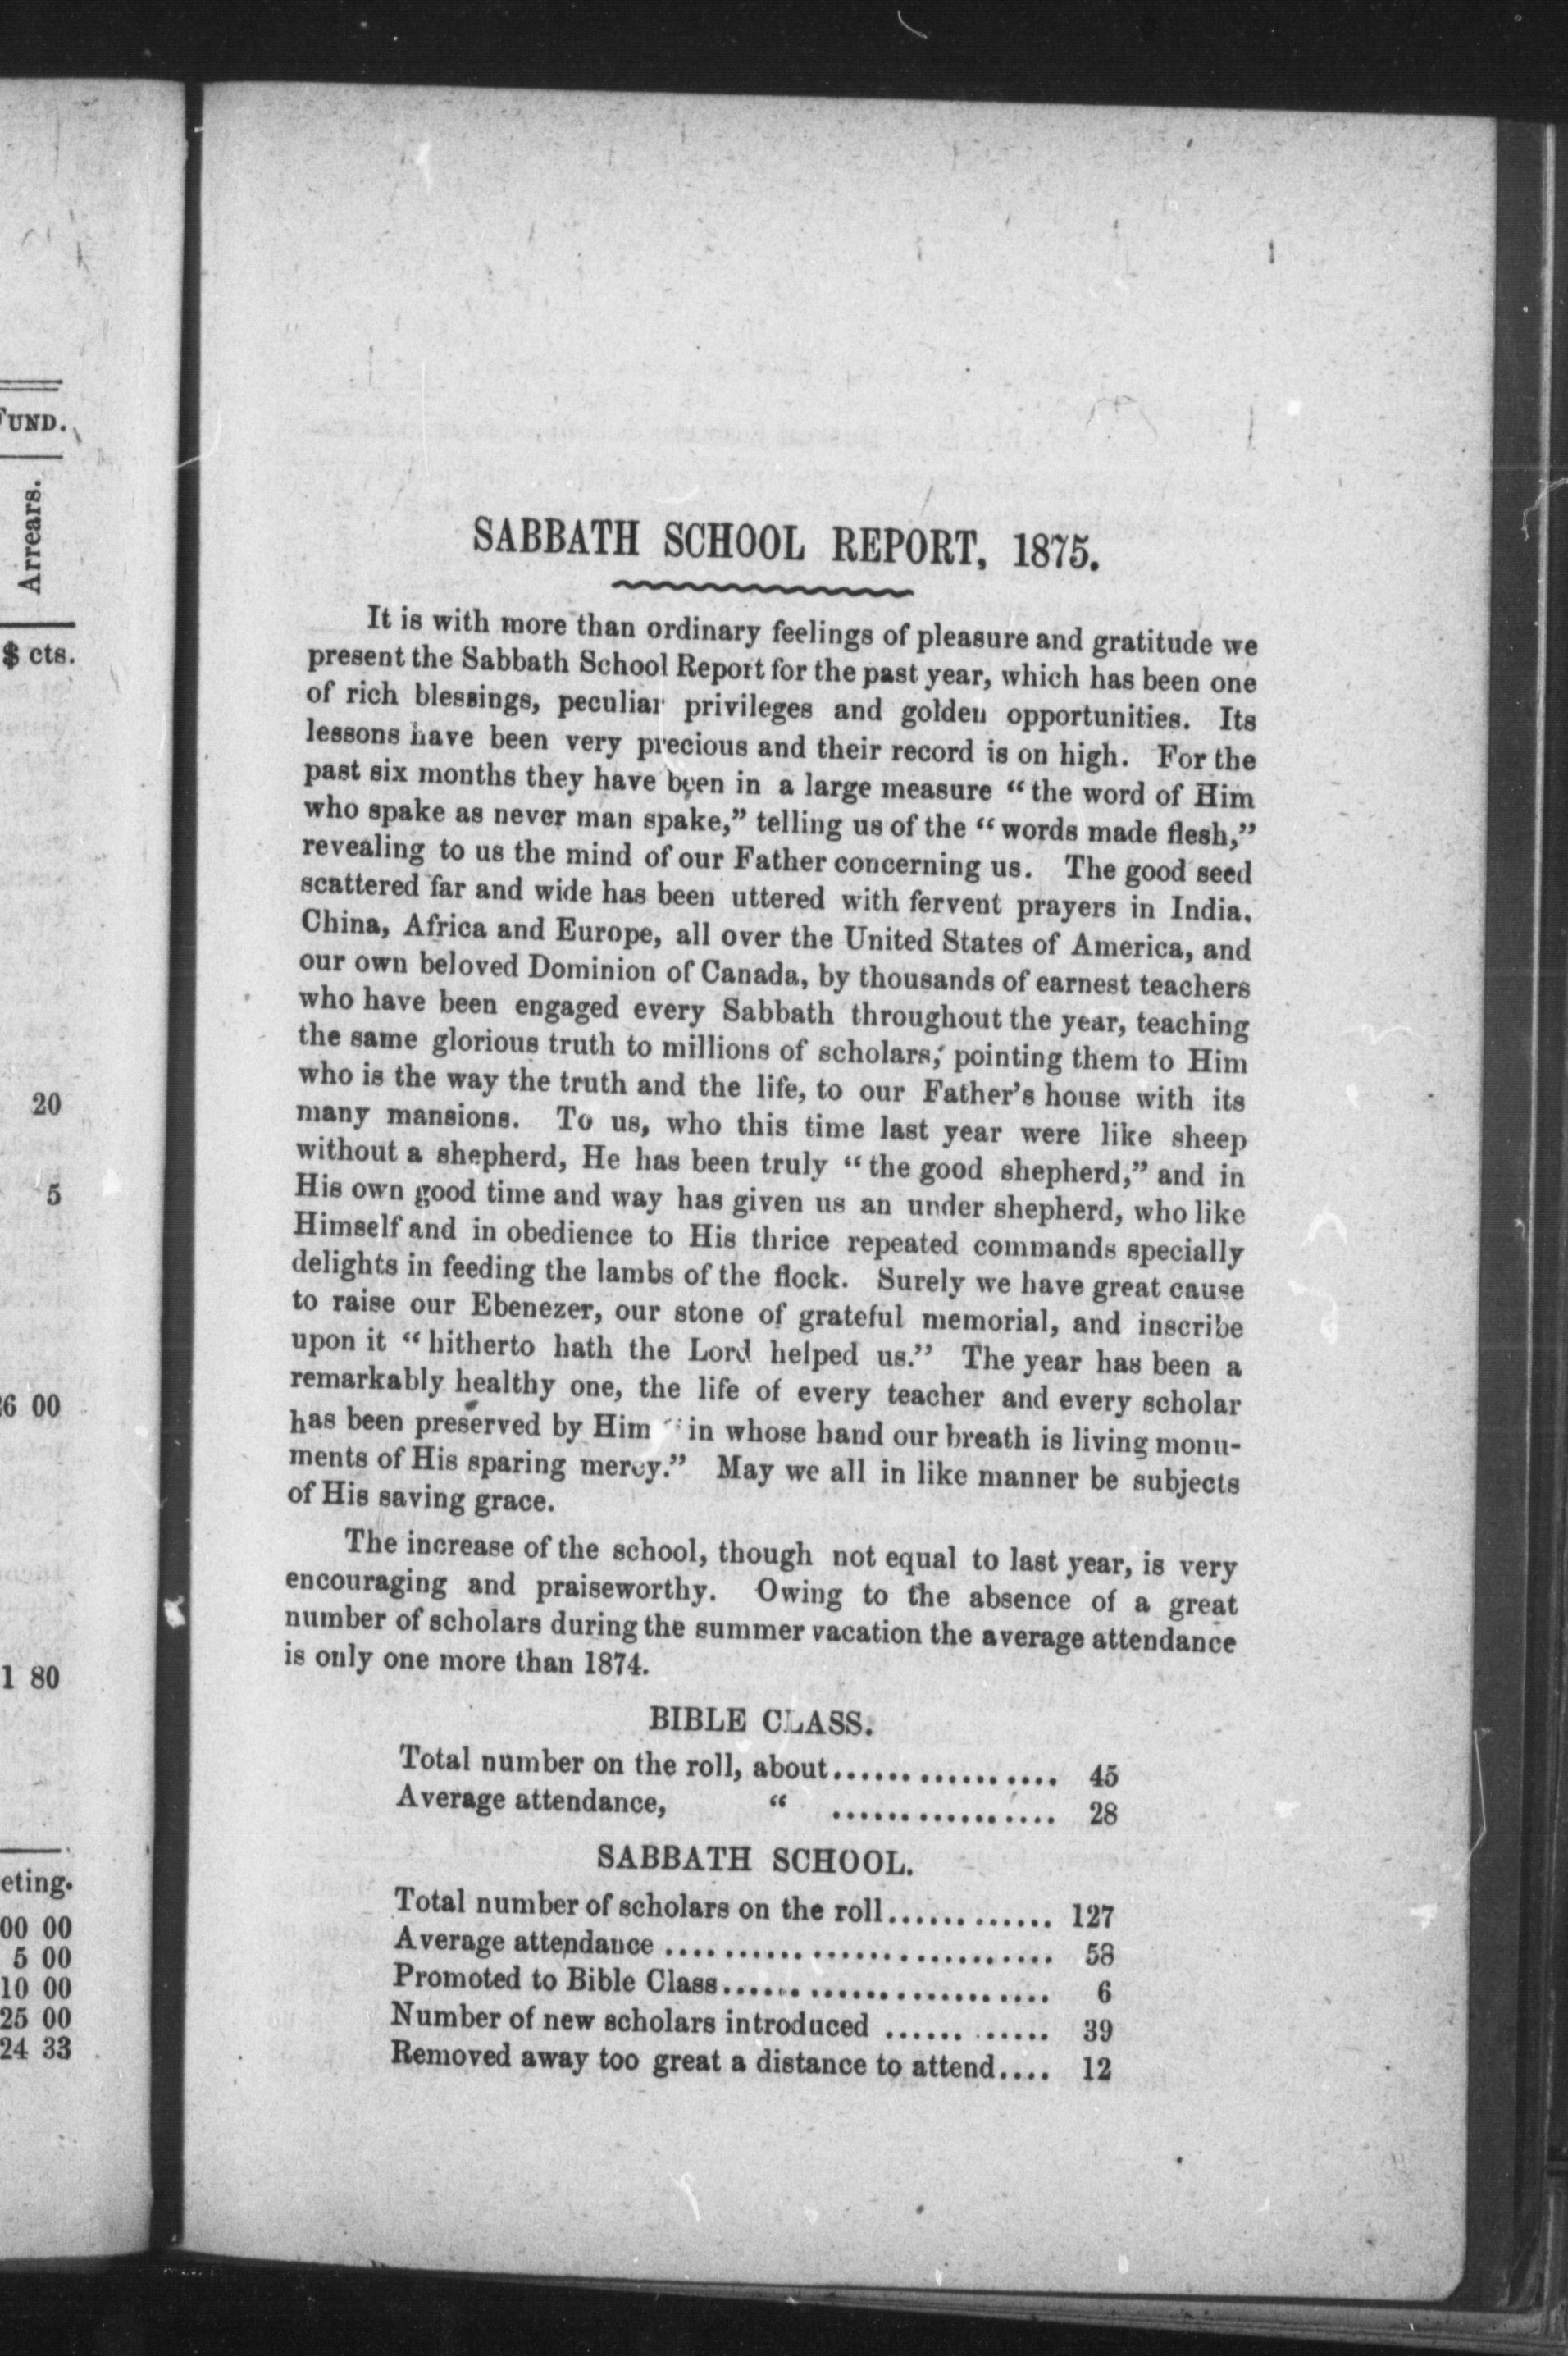 FUND.
Arrears.
$ cts.
20
5
6 00
1 80
eting.
00 00
5 00
10 00
25 00
24 33
SABBATH SCHOOL REPORT, 1875.
It is with more than ordinary feelings of pleasure and gratitude we
present the Sabbath School Report for the past year, which has been one
of rich blessings, peculiar privileges and golden opportunities. Its
lessons have been very precious and their record is on high. For the
past six months they have been in a large measure "the word of Him
who spake as never man spake," telling us of the "words made flesh,"
revealing to us the mind of our Father concerning us. The good seed
scattered far and wide has been uttered with fervent prayers in India.
China, Africa and Europe, all over the United States of America, and
our own beloved Dominion of Canada, by thousands of earnest teachers
who have been engaged every Sabbath throughout the year, teaching
the same glorious truth to millions of scholars; pointing them to Him
who is the way the truth and the life, to our Father's house with its
many mansions. To us, who this time last year were like sheep
without a shepherd, He has been truly "the good shepherd," and in
His own good time and way has given us an under shepherd, who like
Himself and in obedience to His thrice repeated commands specially
delights in feeding the lambs of the flock. Surely we have great cause
to raise our Ebenezer, our stone of grateful memorial, and inscribe
upon it "hitherto hath the Lord helped us." The year has been a
remarkably healthy one, the life of every teacher and every scholar
has been preserved by Him "in whose hand our breath is living monu-
ments of His sparing mercy." May we all in like manner be subjects
of His saving grace.
The increase of the school, though not equal to last year, is very
encouraging and praiseworthy. Owing to the absence of a great
number of scholars during the summer vacation the average attendance
is only one more than 1874.
BIBLE CLASS.
Total number on the roll, about................. 45
Average attendance, " ................. 28
SABBATH SCHOOL.
Total number of scholars on the roll............ 127
Average attendance ............................ 58
Promoted to Bible Class........................ 6
Number of new scholars introduced ............ 39
Removed away too great a distance to attend.... 12